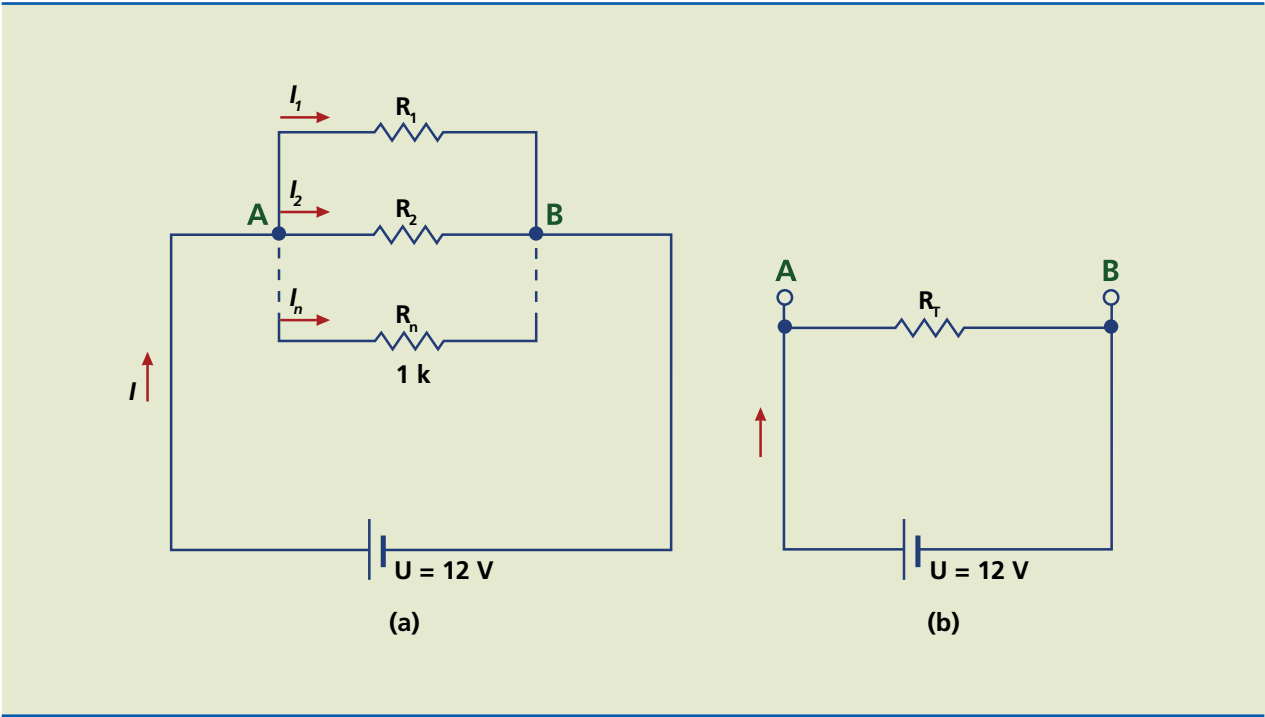 I1
R1
I2
R2
A
B
In
Rn
1 k
I
U = 12 V
(a)
A
B
RT
U = 12 V
(b)